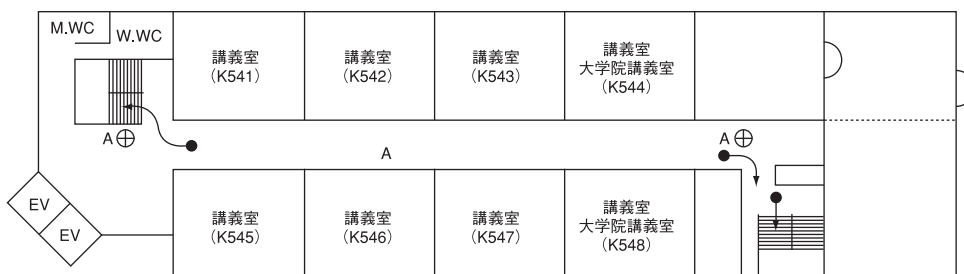 M.WC
W.WC
講義室
（K541）
講義室
（K542）
講義室
（K543）
講義室
大学院講義室
（K544）
A
A
A
EV
EV
講義室
（K545）
講義室
（K546）
講義室
（K547）
講義室
大学院講義室
（K548）